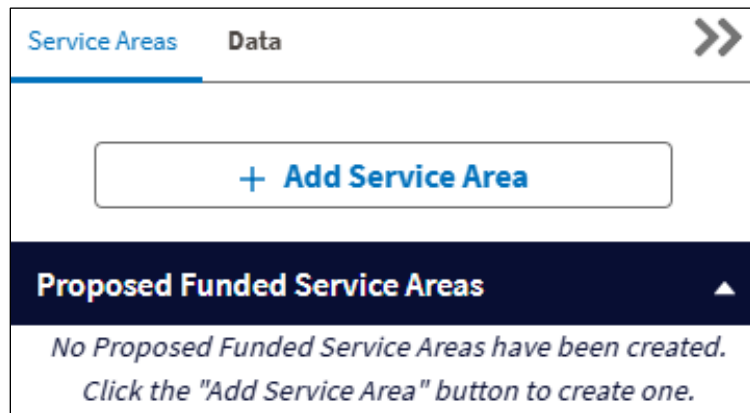 Service Areas Data
+ Add Service Area
Proposed Funded Service Areas
No Proposed Funded Service Areas have been created.
Click the "Add Service Area" button to create one.